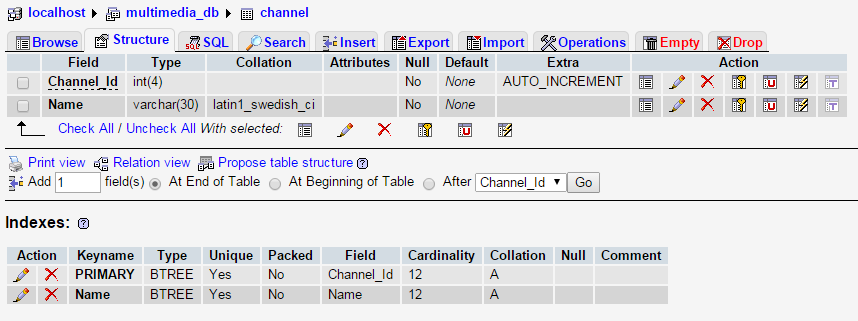 localhost multimedia_db channel
Browse Structure SQL Search Insert Export Import Operations Empty Drop
Field Type Collation Attributes Null Default Extra Action
Channel_Id int(4) No None AUTO_INCREMENT
Name varchar(30) latin1_swedish_ci No None
Check All / Uncheck All With selected:
Print view Relation view Propose table structure
Add 1 field(s) At End of Table At Beginning of Table After Channel_Id Go
Indexes:
Action Keyname Type Unique Packed Field Cardinality Collation Null Comment
PRIMARY BTREE Yes No Channel_Id 12 A
Name BTREE Yes No Name 12 A